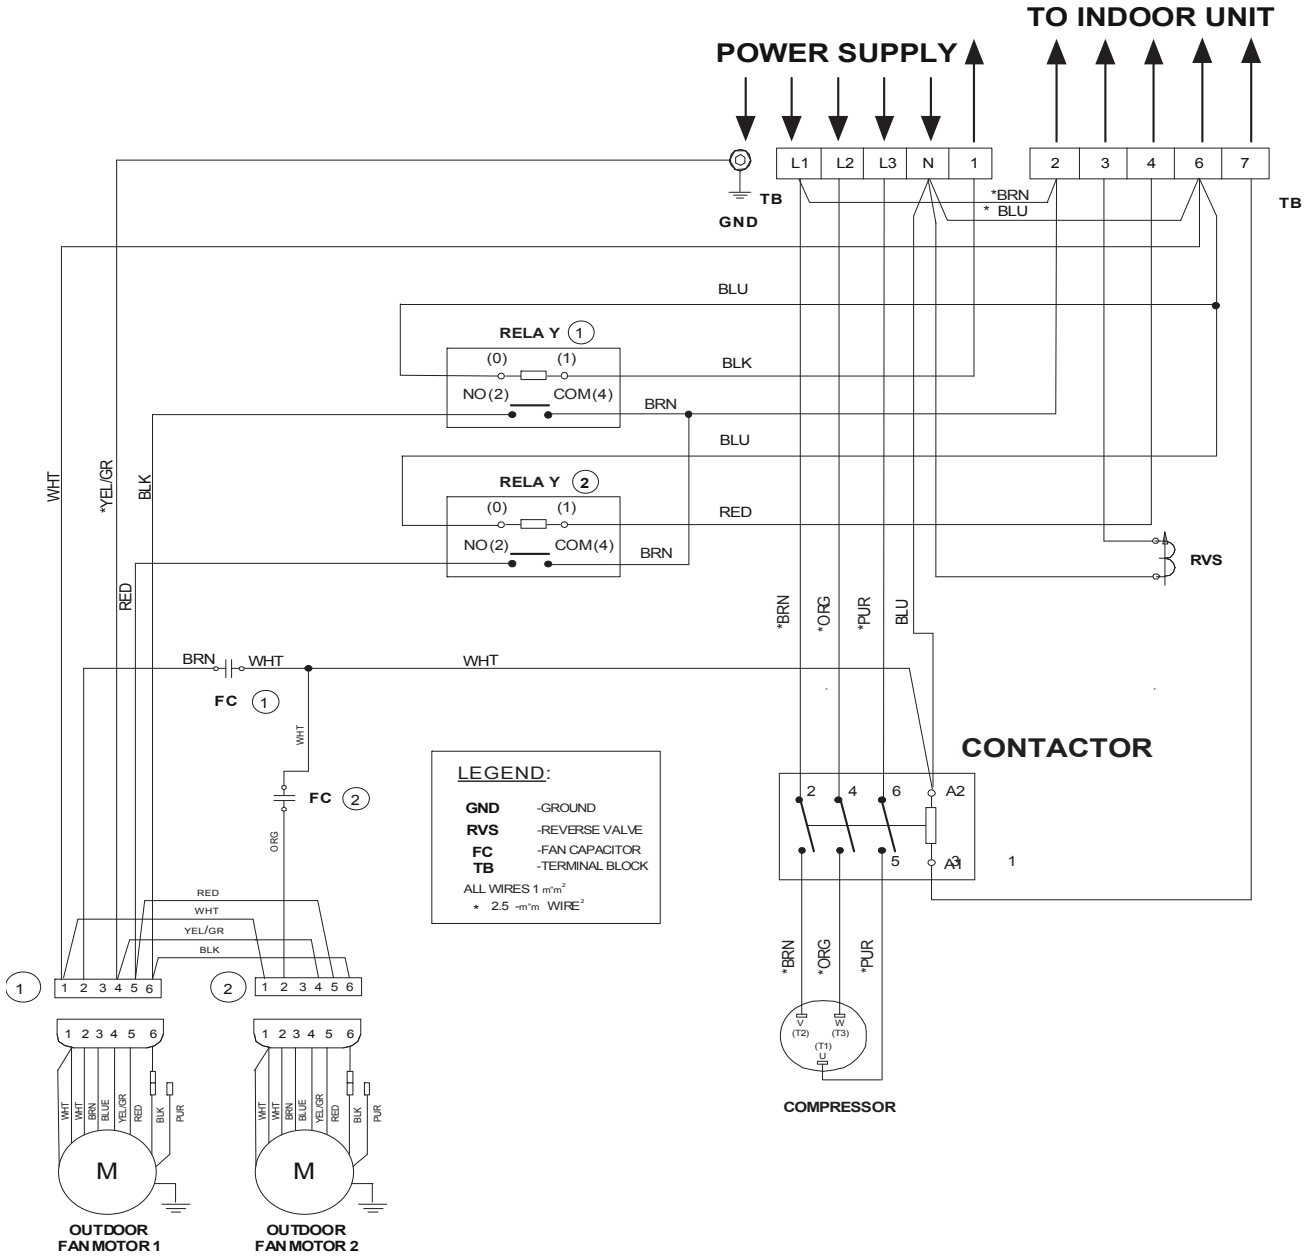 TO INDOOR UNIT
POWER SUPPLY
L1 L2 L3 N 1 2 3 4 6 7
TB
GND
*BRN
* BLU
TB
BLU
RELAY 1
(0) (1)
BLK
NO(2) COM(4)
BRN
BLU
WHT
*YEL/GR
BLK
RELAY 2
(0) (1)
RED
NO(2) COM(4)
BRN
RVS
RED
*BRN
*ORG
*PUR
BLU
BRN WHT WHT
FC 1
WHT
CONTACTOR
FC 2
ORG
2 4 6 A2
5 A1 3 1
LEGEND:
GND -GROUND
RVS -REVERSE VALVE
FC -FAN CAPACITOR
TB -TERMINAL BLOCK
ALL WIRES 1 m"m²
* 2.5 -m"m WIRE²
RED
WHT
YEL/GR
BLK
*BRN
*ORG
*PUR
1 1 2 3 4 5 6
2 1 2 3 4 5 6
V W
(T2) (T3)
(T1)
U
COMPRESSOR
1 2 3 4 5 6
1 2 3 4 5 6
WHT WHT BRN BLUE YEL/GR RED BLK PUR
WHT WHT BRN BLUE YEL/GR RED BLK PUR
M
M
OUTDOOR
FAN MOTOR 1
OUTDOOR
FAN MOTOR 2